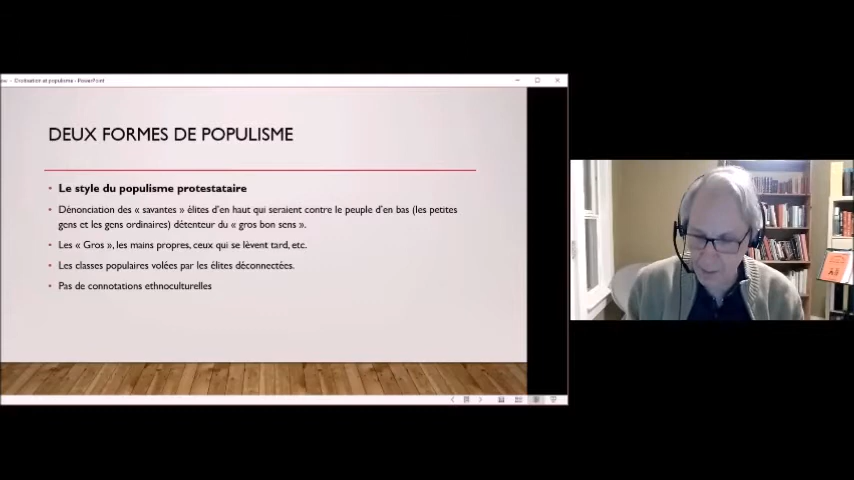 Civilisation et populisme - PowerPoint
DEUX FORMES DE POPULISME
• Le style du populisme protestataire
• Dénonciation des « savantes » élites d'en haut qui seraient contre le peuple d'en bas (les petites
gens et les gens ordinaires) détenteur du « gros bon sens ».
• Les « Gros », les mains propres, ceux qui se lèvent tard, etc.
• Les classes populaires volées par les élites déconnectées.
• Pas de connotations ethnoculturelles